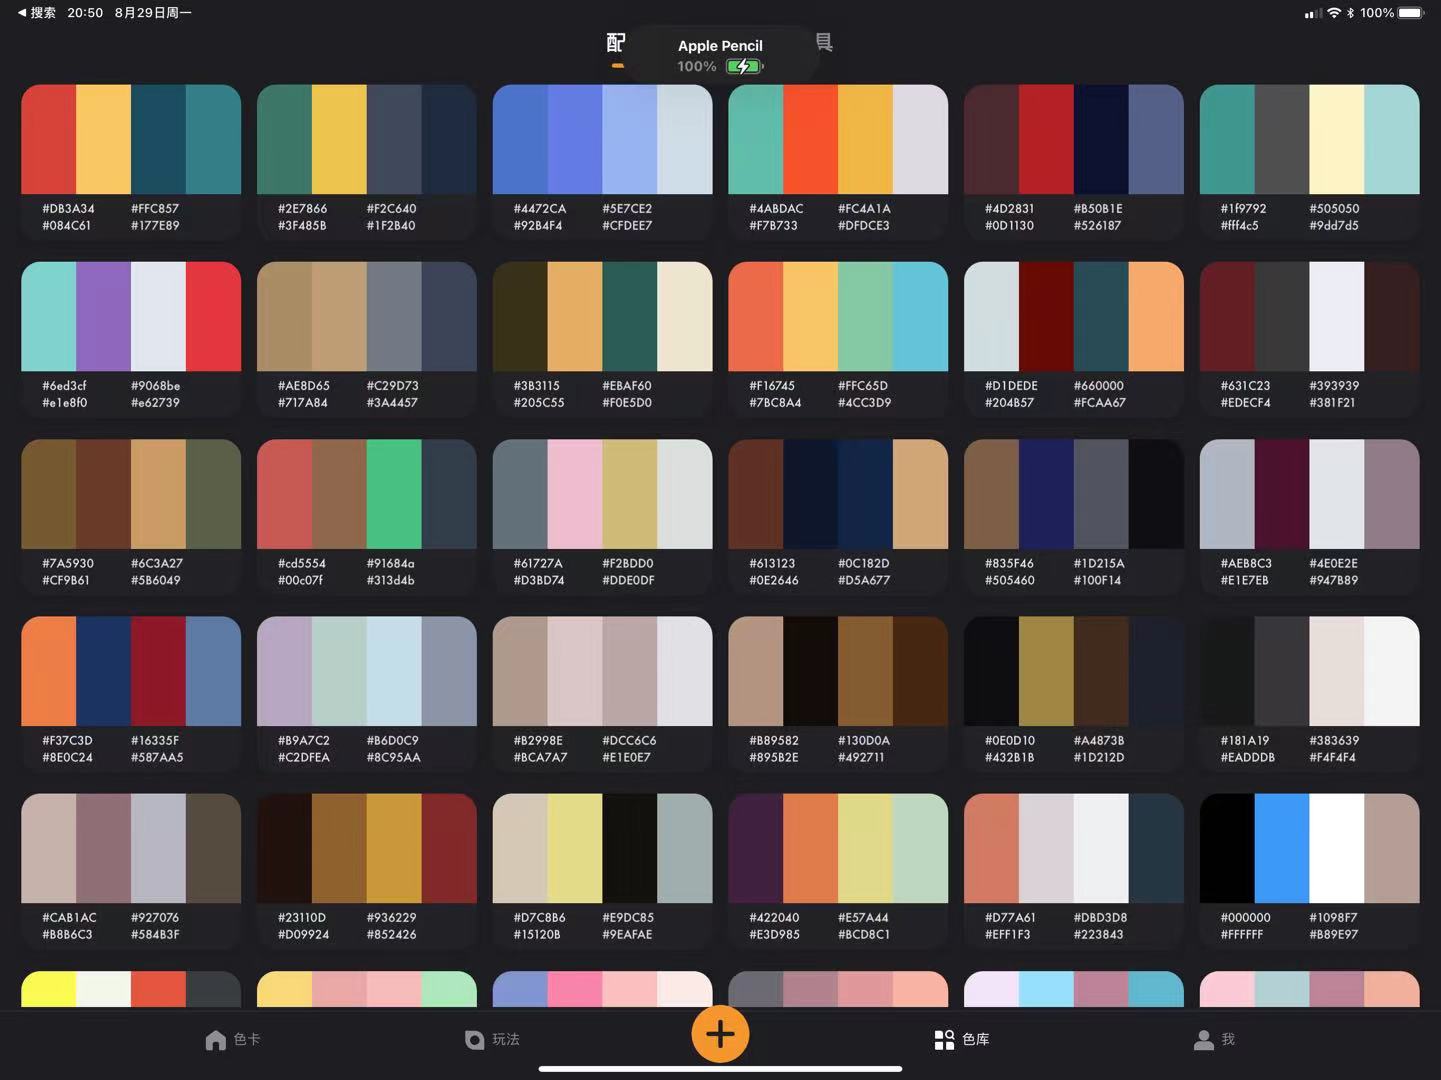 搜索 20:50 8月29日周一
100%
配
Apple Pencil
100%
具
#DB3A34 #FFC857
#084C61 #177E89
#2E7866 #F2C640
#3F485B #1F2B40
#4472CA #5E7CE2
#92B4F4 #CFDEE7
#4ABDAC #FC4A1A
#F7B733 #DFDCE3
#4D2831 #B50B1E
#0D1130 #526187
#1f9792 #505050
#fff4c5 #9dd7d5
#6ed3cf #9068be
#e1e8f0 #e62739
#AE8D65 #C29D73
#717A84 #3A4457
#3B3115 #EBAF60
#205C55 #F0E5D0
#F16745 #FFC65D
#7BC8A4 #4CC3D9
#D1DEDE #660000
#204B57 #FCAA67
#631C23 #393939
#EDECF4 #381F21
#7A5930 #6C3A27
#CF9B61 #5B6049
#cd5554 #91684a
#00c07f #313d4b
#61727A #F2BDD0
#D3BD74 #DDE0DF
#613123 #0C182D
#0E2646 #D5A677
#835F46 #1D215A
#505460 #100F14
#AEB8C3 #4E0E2E
#E1E7EB #947B89
#F37C3D #16335F
#8E0C24 #587AA5
#B9A7C2 #B6D0C9
#C2DFEA #8C95AA
#B2998E #DCC6C6
#BCA7A7 #E1E0E7
#B89582 #130D0A
#895B2E #492711
#0E0D10 #A4873B
#432B1B #1D212D
#181A19 #383639
#EADDDB #F4F4F4
#CAB1AC #927076
#B8B6C3 #584B3F
#23110D #936229
#D09924 #852426
#D7C8B6 #E9DC85
#15120B #9EAFAE
#422040 #E57A44
#E3D985 #BCD8C1
#D77A61 #DBD3D8
#EFF1F3 #223843
#000000 #1098F7
#FFFFFF #B89E97
色卡
玩法
色库
我